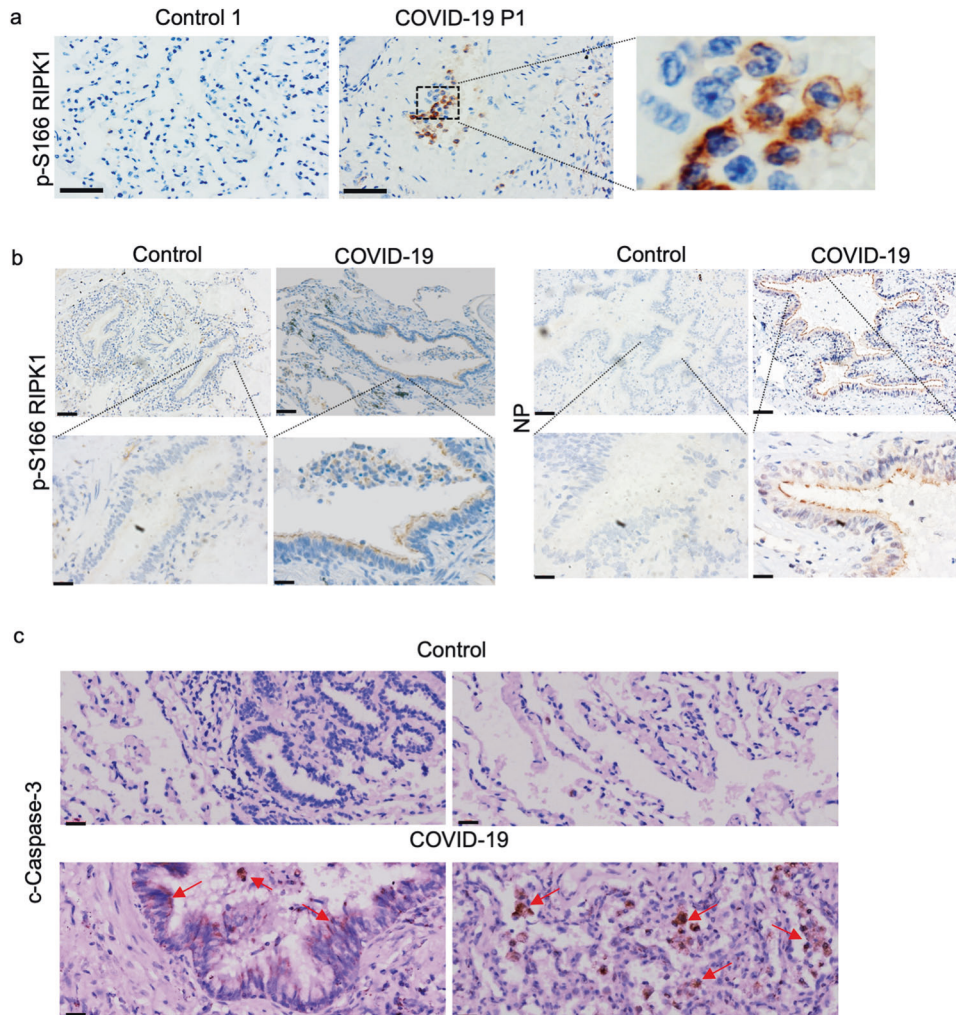 a
Control 1
COVID-19 P1
p-S166 RIPK1
b
Control
COVID-19
Control
COVID-19
p-S166 RIPK1
NP
c
Control
c-Caspase-3
COVID-19